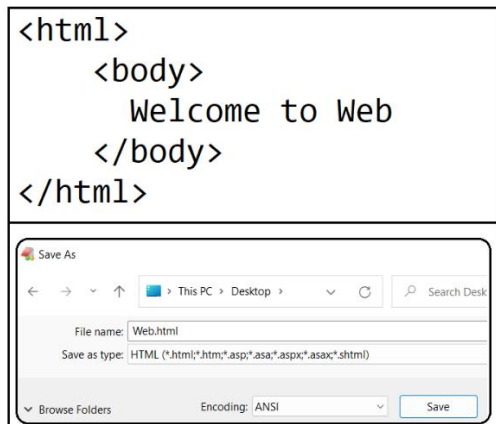 <html>
<body>
Welcome to Web
</body>
</html>
Save As
This PC > Desktop >
Search Desk
File name: Web.html
Save as type: HTML (*.html;*.htm;*.asp;*.asa;*.aspx;*.asax;*.shtml)
Browse Folders Encoding: ANSI Save